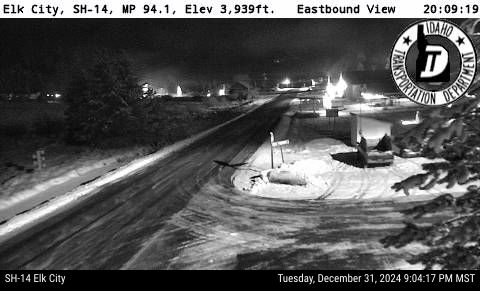 Elk City, SH-14, MP 94.1, Elev 3,939ft. Eastbound View 20:09:19
IDAHO
TRANSPORTATION DEPARTMENT
SH-14 Elk City Tuesday, December 31, 2024 9:04:17 PM MST